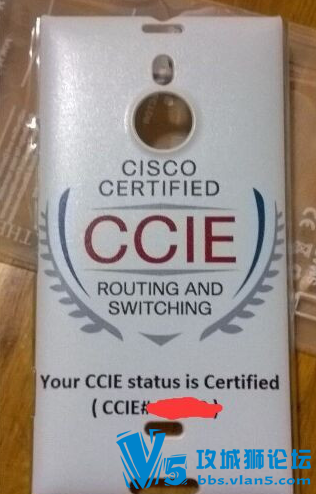 CISCO
CERTIFIED
CCIE
ROUTING AND
SWITCHING
Your CCIE status is Certified
( CCIE# )
V5 攻城狮论坛
bbs.vlan5.com